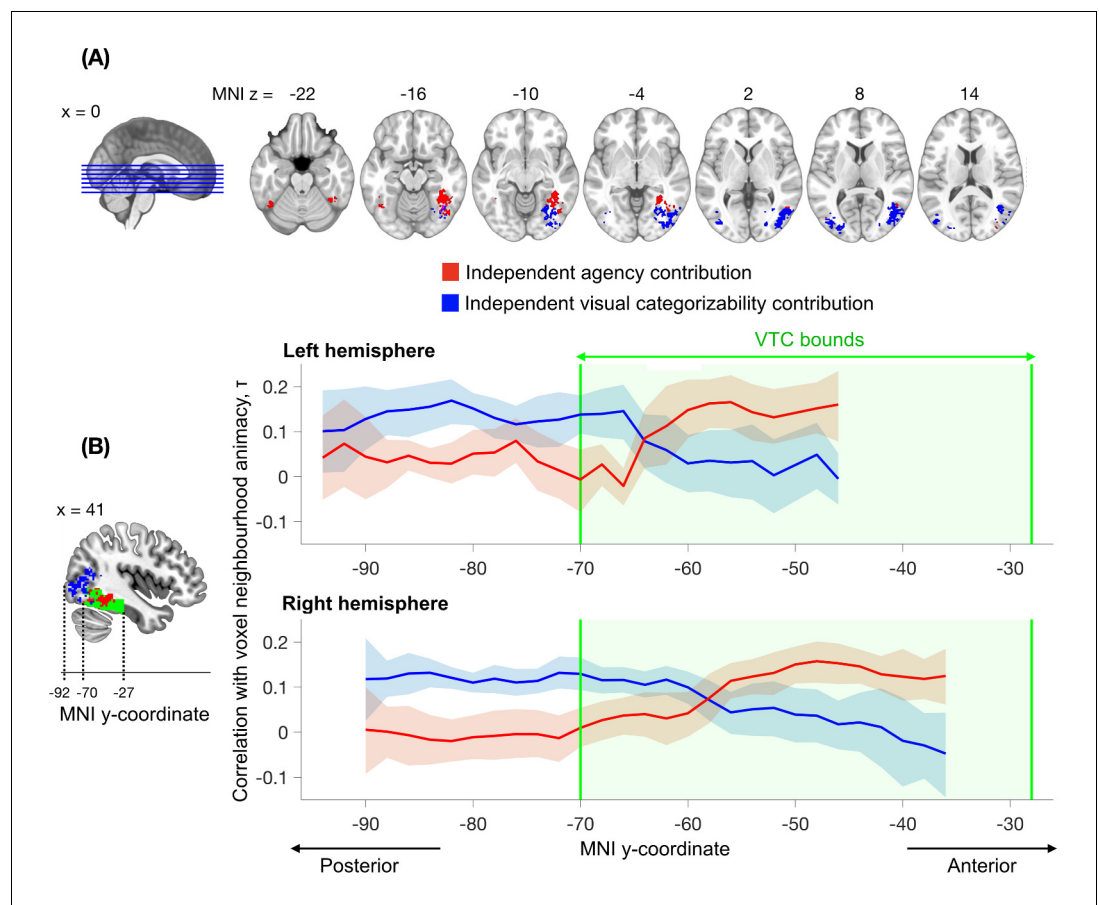 (A)
MNI z = -22 -16 -10 -4 2 8 14
x = 0
Independent agency contribution
Independent visual categorizability contribution
VTC bounds
Left hemisphere
0.2
0.1
0
-0.1
-90 -80 -70 -60 -50 -40 -30
(B)
x = 41
-92 -70 -27
MNI y-coordinate
Correlation with voxel neighbourhood animacy, τ
Right hemisphere
0.2
0.1
0
-0.1
-90 -80 -70 -60 -50 -40 -30
MNI y-coordinate
Posterior Anterior